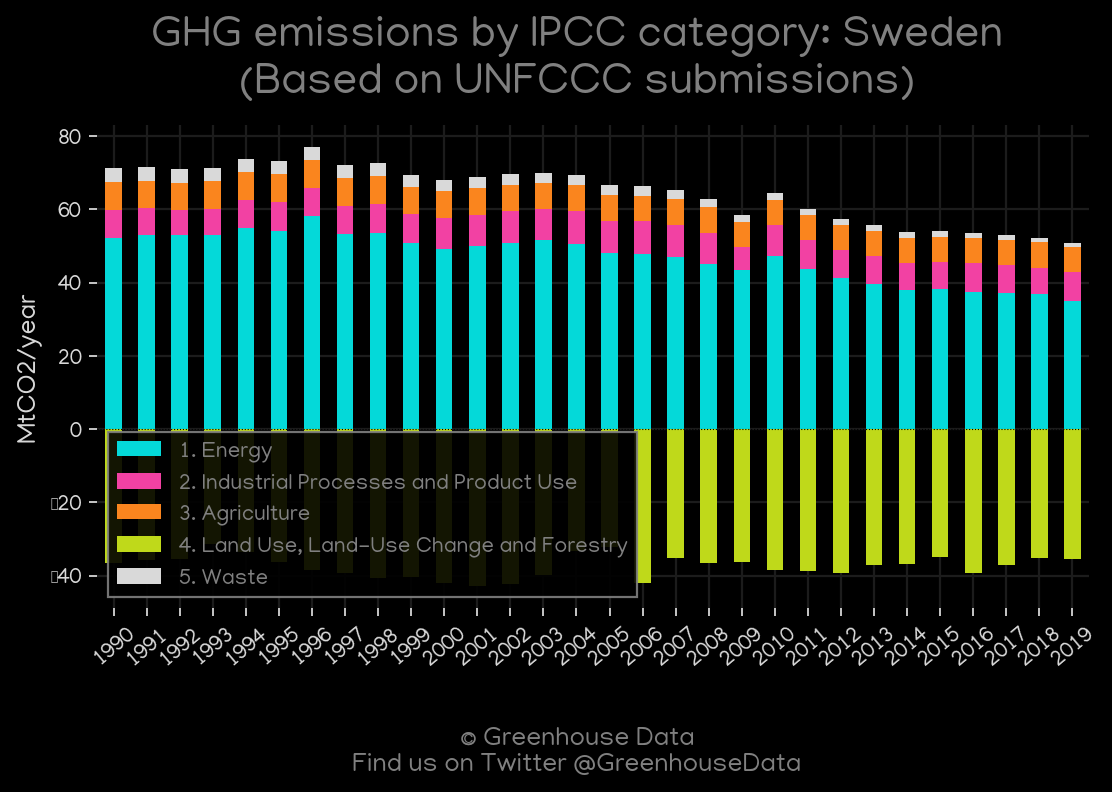 GHG emissions by IPCC category: Sweden
(Based on UNFCCC submissions)
MtCO2/year
80
60
40
20
0
▯20
▯40
1. Energy
2. Industrial Processes and Product Use
3. Agriculture
4. Land Use, Land-Use Change and Forestry
5. Waste
1990 1991 1992 1993 1994 1995 1996 1997 1998 1999 2000 2001 2002 2003 2004 2005 2006 2007 2008 2009 2010 2011 2012 2013 2014 2015 2016 2017 2018 2019
© Greenhouse Data
Find us on Twitter @GreenhouseData